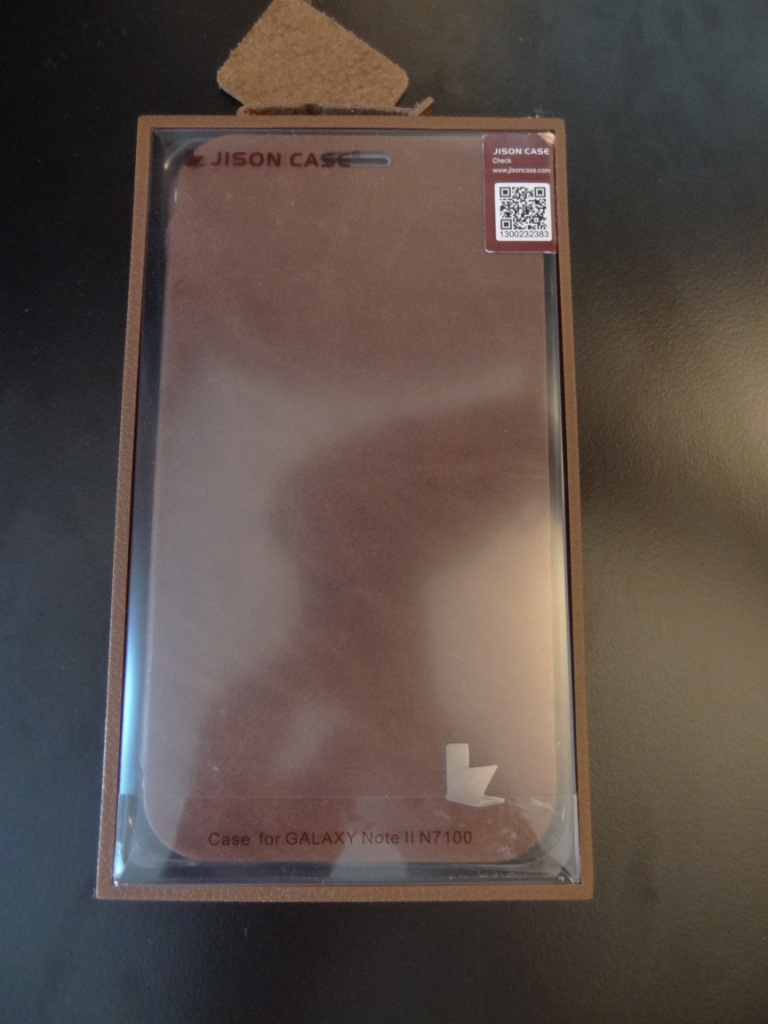 JISON CASE®
JISON CASE
Check
www.jisoncase.com
1300232383
Case for GALAXY Note II N7100